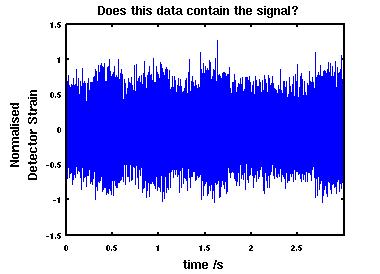 Does this data contain the signal?
1.5
1
0.5
0
-0.5
-1
-1.5
Normalised
Detector Strain
0 0.5 1 1.5 2 2.5
time /s